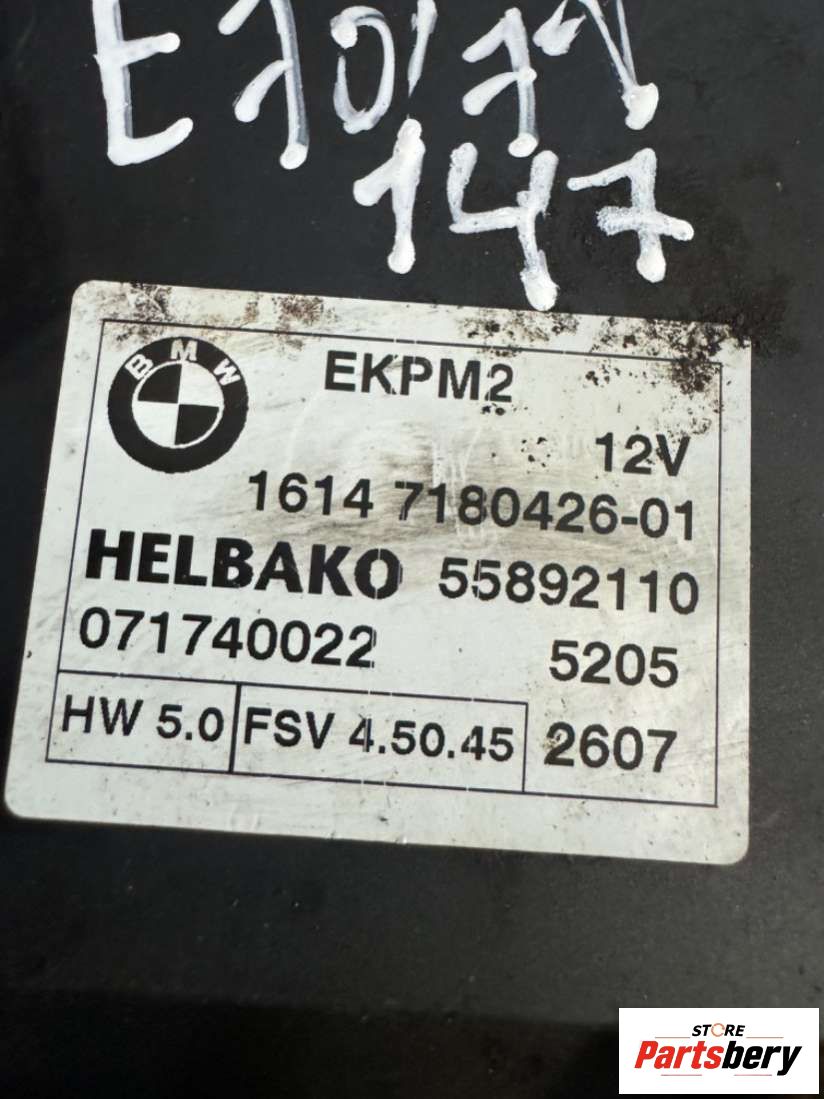 E70/71
147
BMW
EKPM2
12V
1614 7180426-01
HELBAKO 55892110
071740022 5205
HW 5.0 FSV 4.50.45 2607
STORE
Partsbery